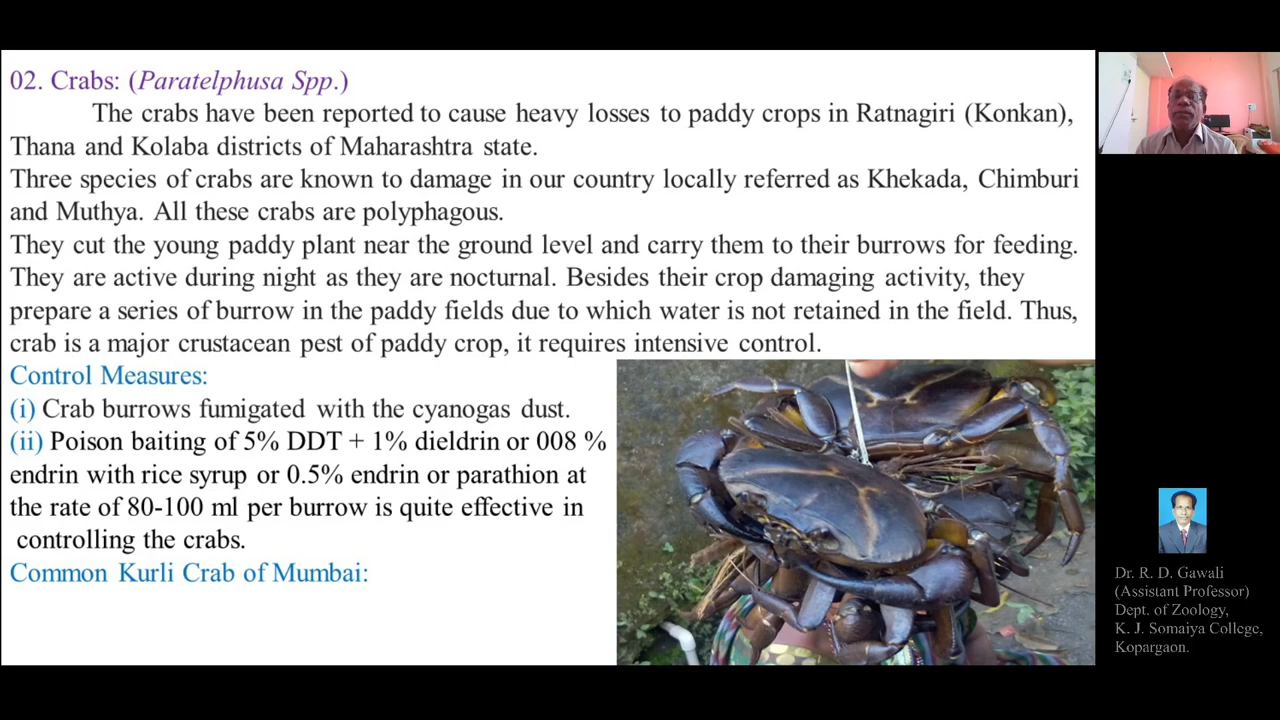 02. Crabs: (Paratelphusa Spp.)
The crabs have been reported to cause heavy losses to paddy crops in Ratnagiri (Konkan),
Thana and Kolaba districts of Maharashtra state.
Three species of crabs are known to damage in our country locally referred as Khekada, Chimburi
and Muthya. All these crabs are polyphagous.
They cut the young paddy plant near the ground level and carry them to their burrows for feeding.
They are active during night as they are nocturnal. Besides their crop damaging activity, they
prepare a series of burrow in the paddy fields due to which water is not retained in the field. Thus,
crab is a major crustacean pest of paddy crop, it requires intensive control.
Control Measures:
(i) Crab burrows fumigated with the cyanogas dust.
(ii) Poison baiting of 5% DDT + 1% dieldrin or 008 %
endrin with rice syrup or 0.5% endrin or parathion at
the rate of 80-100 ml per burrow is quite effective in
controlling the crabs.
Common Kurli Crab of Mumbai:
Dr. R. D. Gawali
(Assistant Professor)
Dept. of Zoology,
K. J. Somaiya College,
Kopargaon.